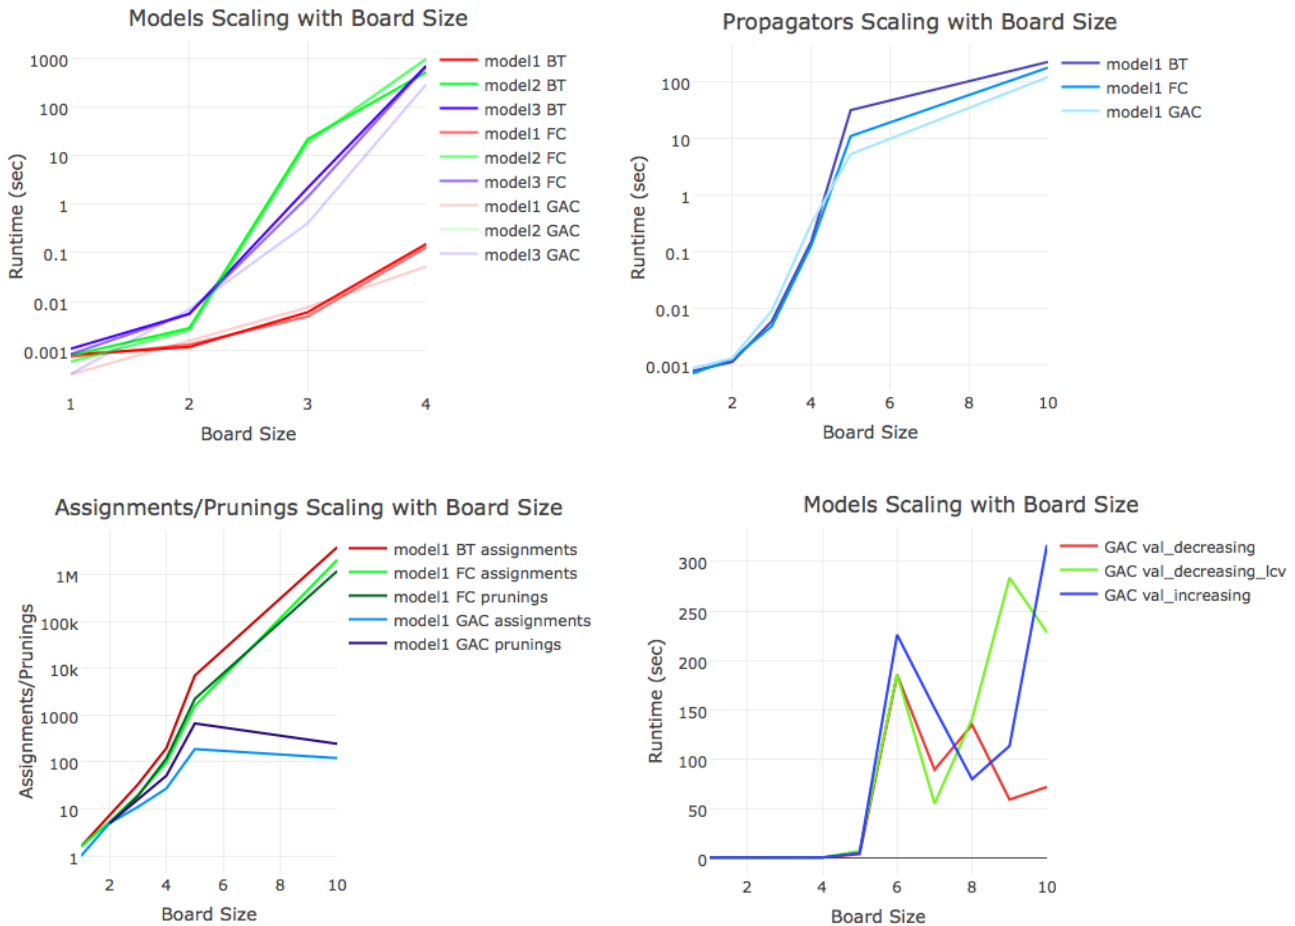 Models Scaling with Board Size
Runtime (sec)
1000
100
10
1
0.1
0.01
0.001
1
2
3
4
Board Size
model1 BT
model2 BT
model3 BT
model1 FC
model2 FC
model3 FC
model1 GAC
model2 GAC
model3 GAC
Propagators Scaling with Board Size
Runtime (sec)
100
10
1
0.1
0.01
0.001
2
4
6
8
10
Board Size
model1 BT
model1 FC
model1 GAC
Assignments/Prunings Scaling with Board Size
Assignments/Prunings
1M
100k
10k
1000
100
10
1
2
4
6
8
10
Board Size
model1 BT assignments
model1 FC assignments
model1 FC prunings
model1 GAC assignments
model1 GAC prunings
Models Scaling with Board Size
Runtime (sec)
300
250
200
150
100
50
0
2
4
6
8
10
Board Size
GAC val_decreasing
GAC val_decreasing_lcv
GAC val_increasing